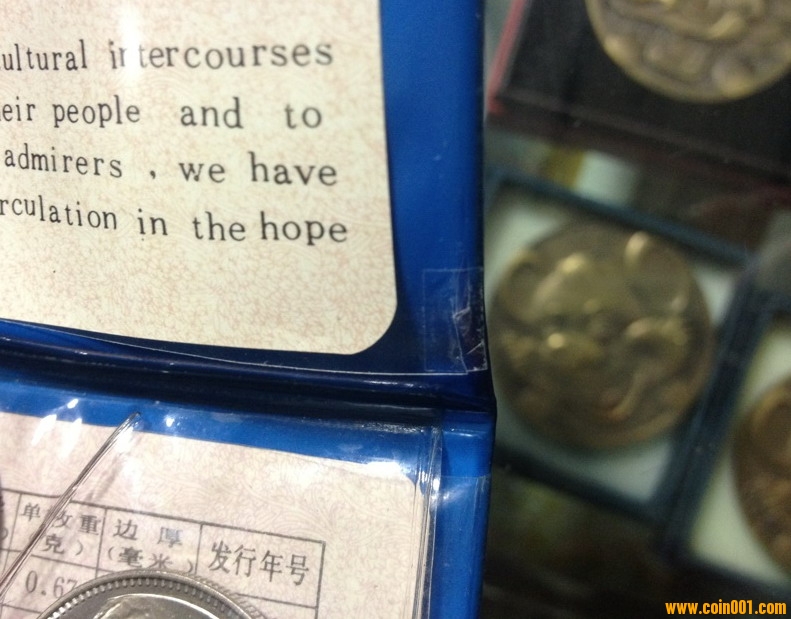 ultural intercourses
eir people and to
admirers , we have
rculation in the hope
单枚重 边 厚 发行年号
克) (毫米)
0.67
www.coin001.com